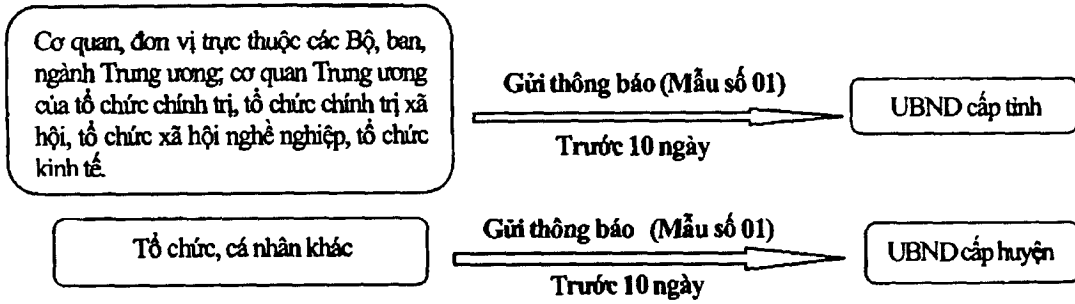 Cơ quan, đơn vị trực thuộc các Bộ, ban,
ngành Trung ương; cơ quan Trung ương
của tổ chức chính trị, tổ chức chính trị xã
hội, tổ chức xã hội nghề nghiệp, tổ chức
kinh tế.
Gửi thông báo (Mẫu số 01)
Trước 10 ngày
UBND cấp tỉnh
Tổ chức, cá nhân khác
Gửi thông báo (Mẫu số 01)
Trước 10 ngày
UBND cấp huyện